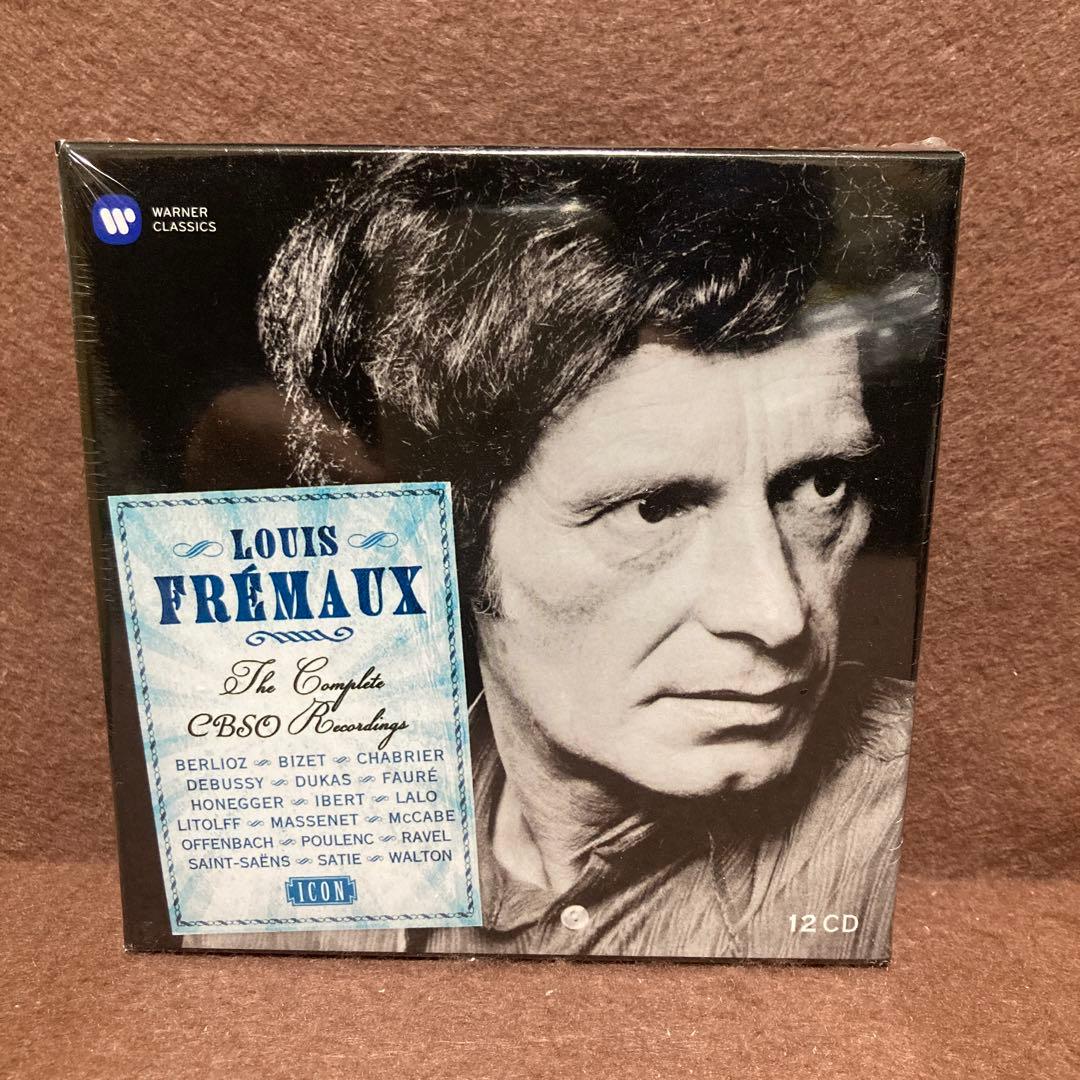 WARNER
CLASSICS
LOUIS
FRÉMAUX
The Complete
CBSO Recordings
BERLIOZ ~ BIZET ~ CHABRIER
DEBUSSY ~ DUKAS ~ FAURÉ
HONEGGER ~ IBERT ~ LALO
LITOLFF ~ MASSENET ~ McCABE
OFFENBACH ~ POULENC ~ RAVEL
SAINT-SAËNS ~ SATIE ~ WALTON
ICON
12 CD